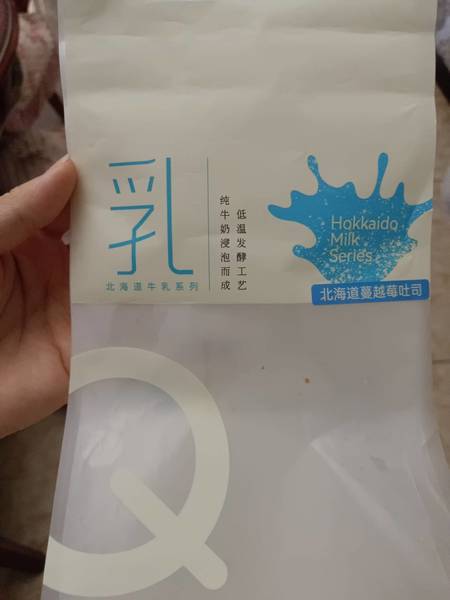 乳
北海道牛乳系列
低温发酵工艺
纯牛奶浸泡而成
Hokkaido
Milk
Series
北海道蔓越莓吐司
Q